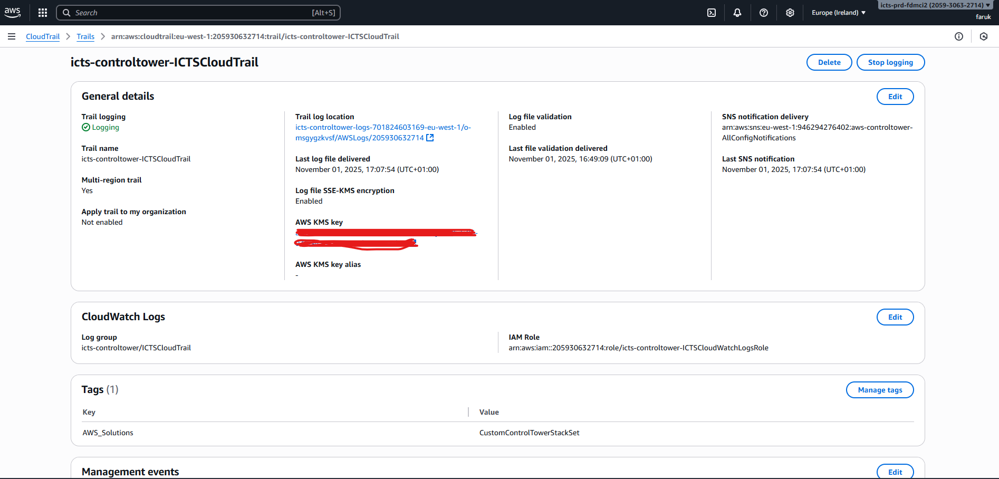 aws
Search
[Alt+S]
Europe (Ireland)
icts-prd-fdmci2 (2059-3063-2714)
faruk
CloudTrail
Trails
arn:aws:cloudtrail:eu-west-1:205930632714:trail/icts-controltower-ICTSCloudTrail
icts-controltower-ICTSCloudTrail
Delete
Stop logging
General details
Edit
Trail logging
Logging
Trail name
icts-controltower-ICTSCloudTrail
Multi-region trail
Yes
Apply trail to my organization
Not enabled
Trail log location
icts-controltower-logs-701824603169-eu-west-1/o-
msgygzkvsf/AWSLogs/205930632714
Last log file delivered
November 01, 2025, 17:07:54 (UTC+01:00)
Log file SSE-KMS encryption
Enabled
AWS KMS key
AWS KMS key alias
-
Log file validation
Enabled
Last file validation delivered
November 01, 2025, 16:49:09 (UTC+01:00)
SNS notification delivery
arn:aws:sns:eu-west-1:946294276402:aws-controltower-
AllConfigNotifications
Last SNS notification
November 01, 2025, 17:07:54 (UTC+01:00)
CloudWatch Logs
Edit
Log group
icts-controltower/ICTSCloudTrail
IAM Role
arn:aws:iam::205930632714:role/icts-controltower-ICTSCloudWatchLogsRole
Tags (1)
Manage tags
Key
Value
AWS_Solutions
CustomControlTowerStackSet
Management events
Edit